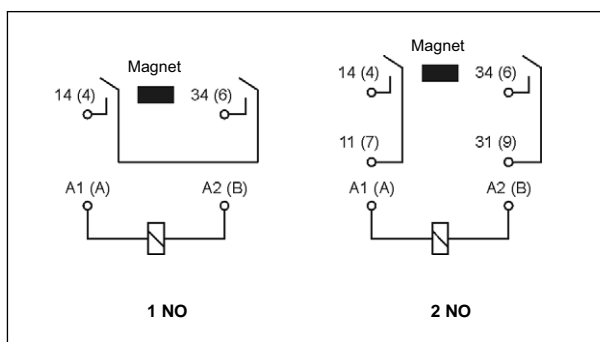 Magnet
14 (4) 34 (6)
A1 (A) A2 (B)
1 NO
Magnet
14 (4) 34 (6)
11 (7) 31 (9)
A1 (A) A2 (B)
2 NO